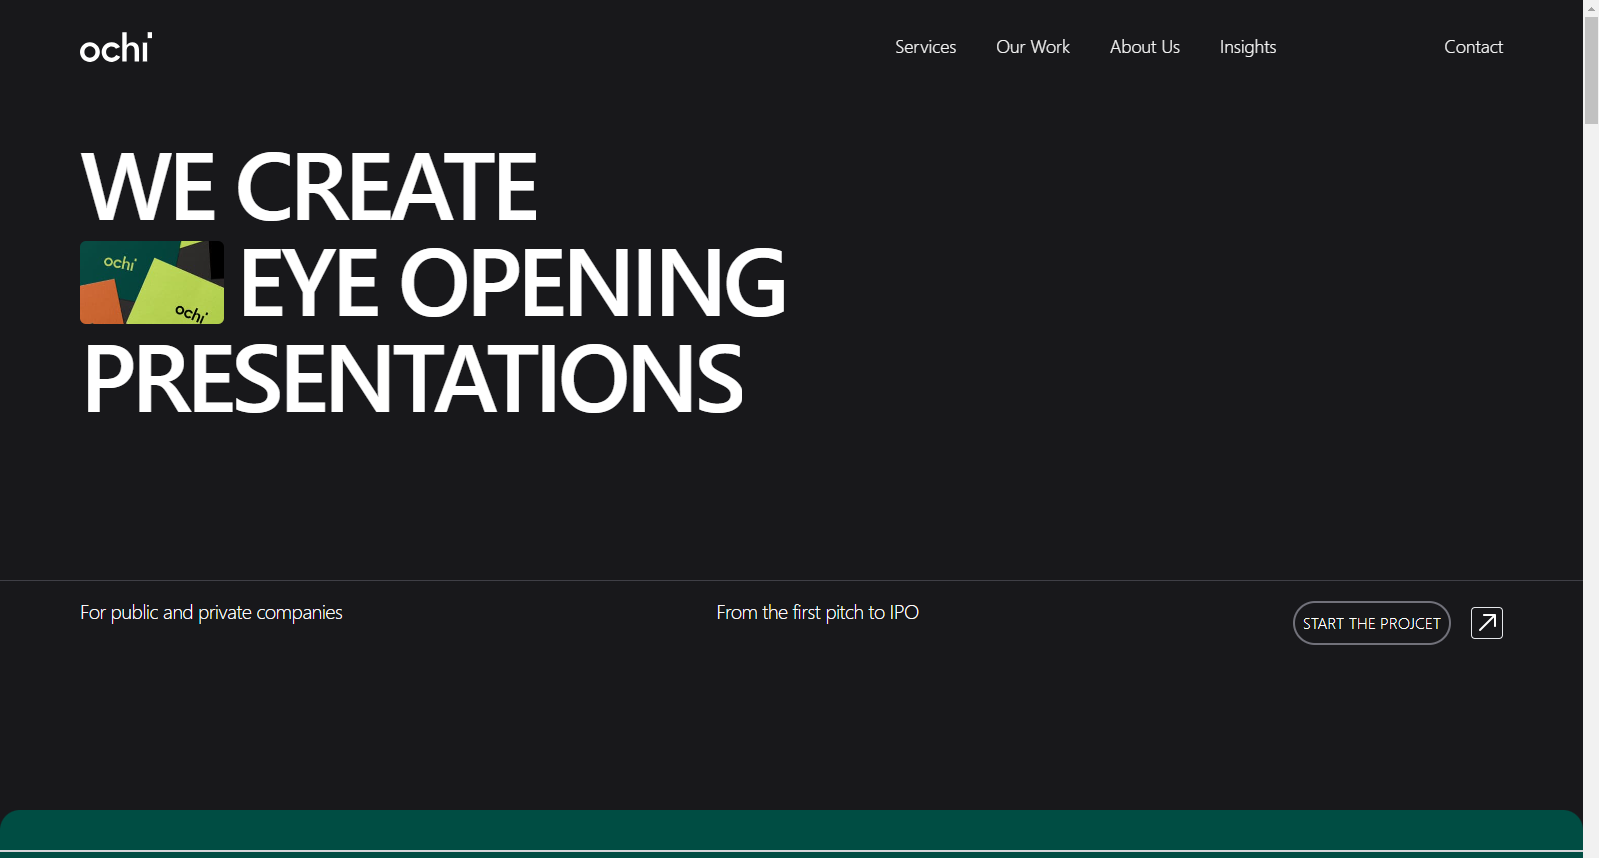 ochi
Services Our Work About Us Insights Contact
WE CREATE
ochi
ochi
EYE OPENING
PRESENTATIONS
For public and private companies From the first pitch to IPO START THE PROJCET